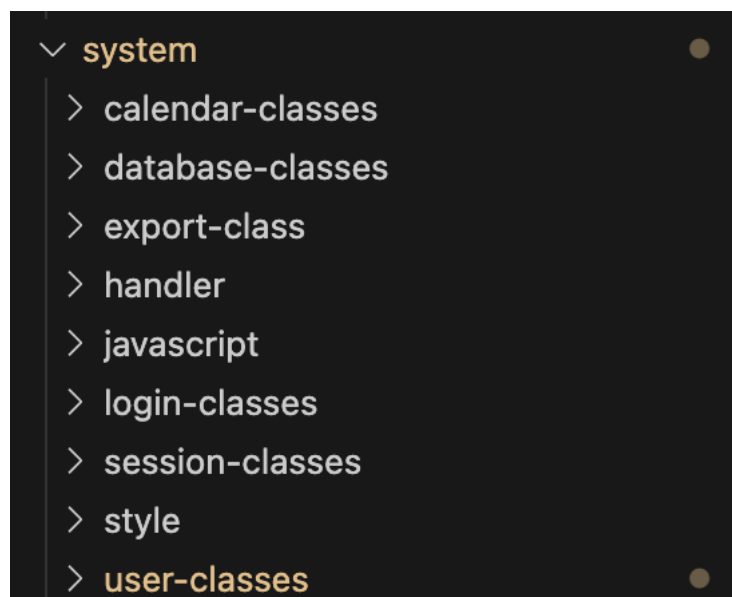 system
calendar-classes
database-classes
export-class
handler
javascript
login-classes
session-classes
style
user-classes